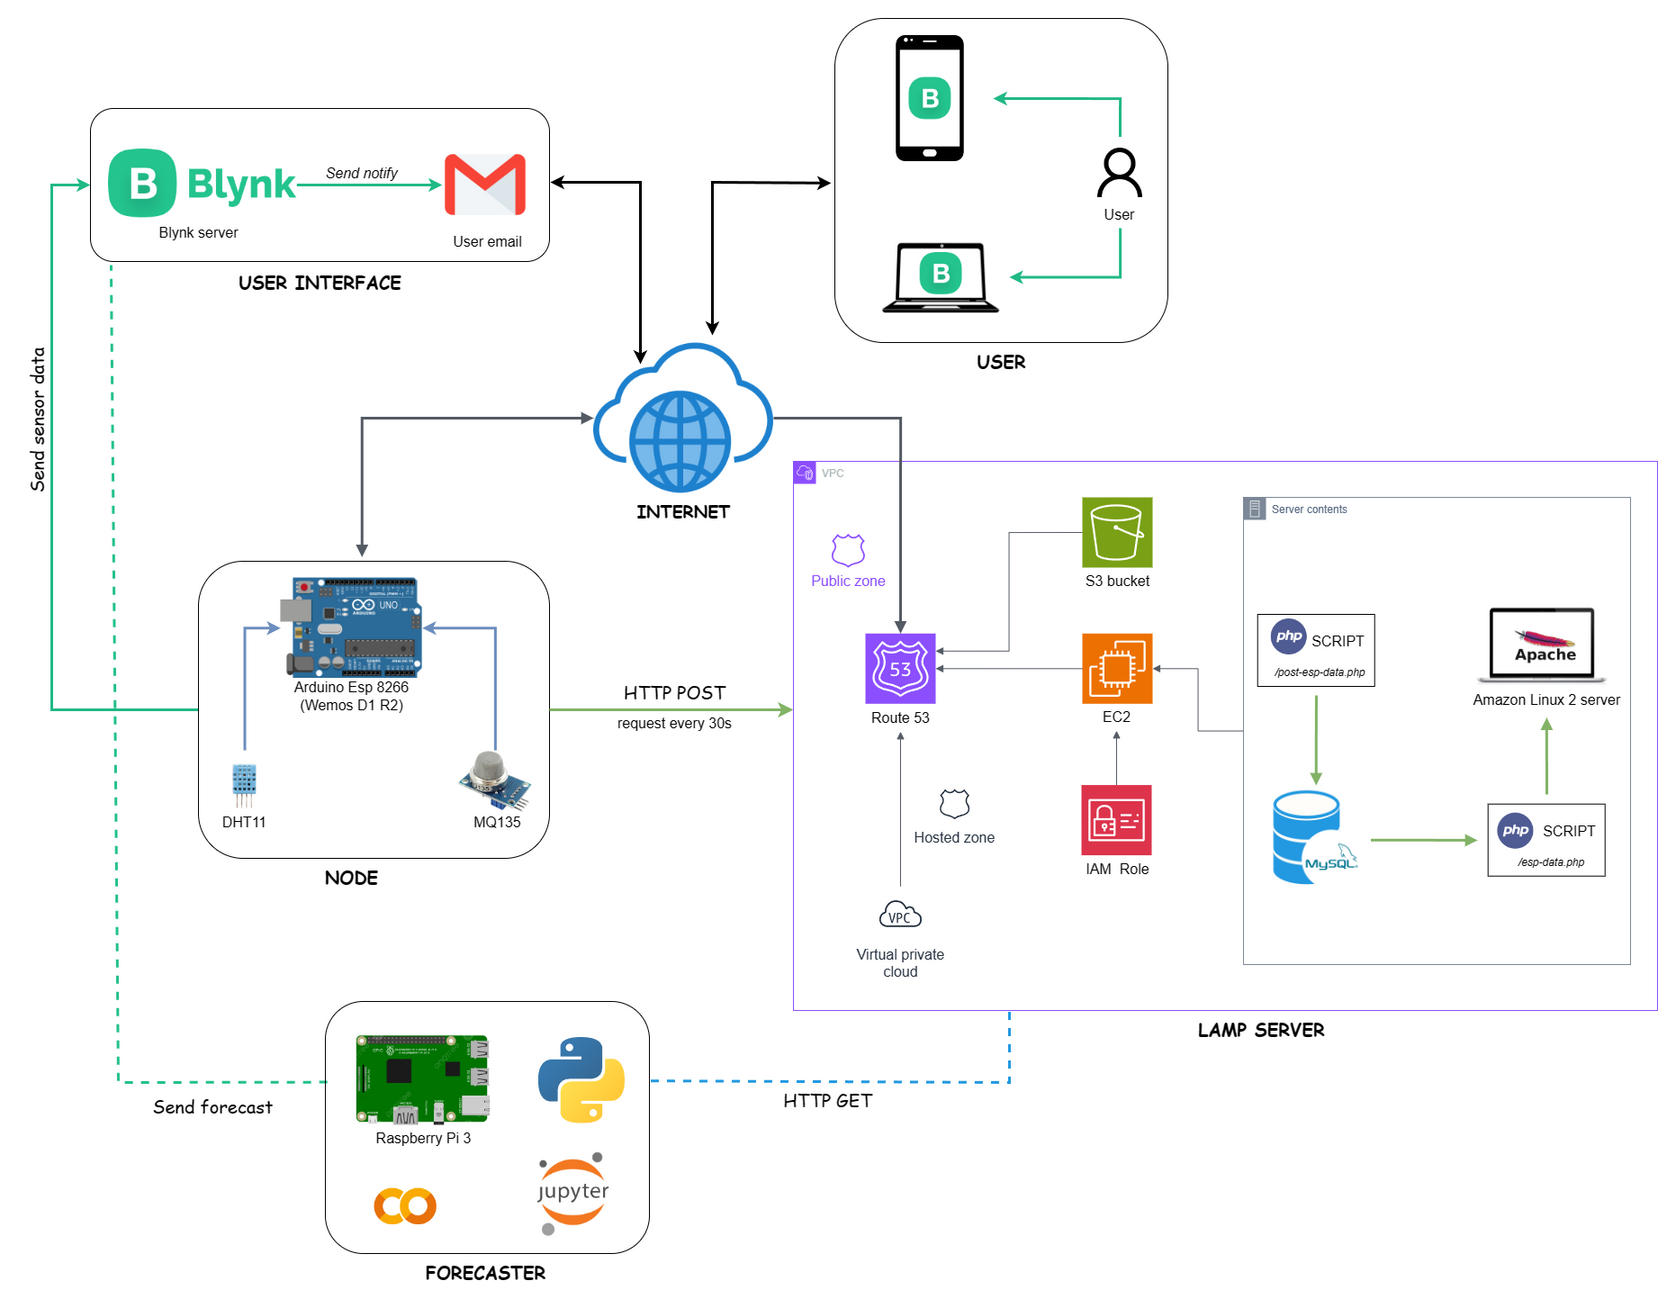 B
B
Blynk
Send notify
Blynk server
User email
USER INTERFACE
User
B
USER
Send sensor data
INTERNET
VPC
Public zone
S3 bucket
53
Route 53
EC2
Hosted zone
IAM Role
VPC
Virtual private
cloud
Server contents
php SCRIPT
/post-esp-data.php
Apache
Amazon Linux 2 server
MySQL
php SCRIPT
/esp-data.php
LAMP SERVER
UNO
ARDUINO
Arduino Esp 8266
(Wemos D1 R2)
DHT11
MQ135
NODE
HTTP POST
request every 30s
Send forecast
HTTP GET
Raspberry Pi 3
jupyter
FORECASTER